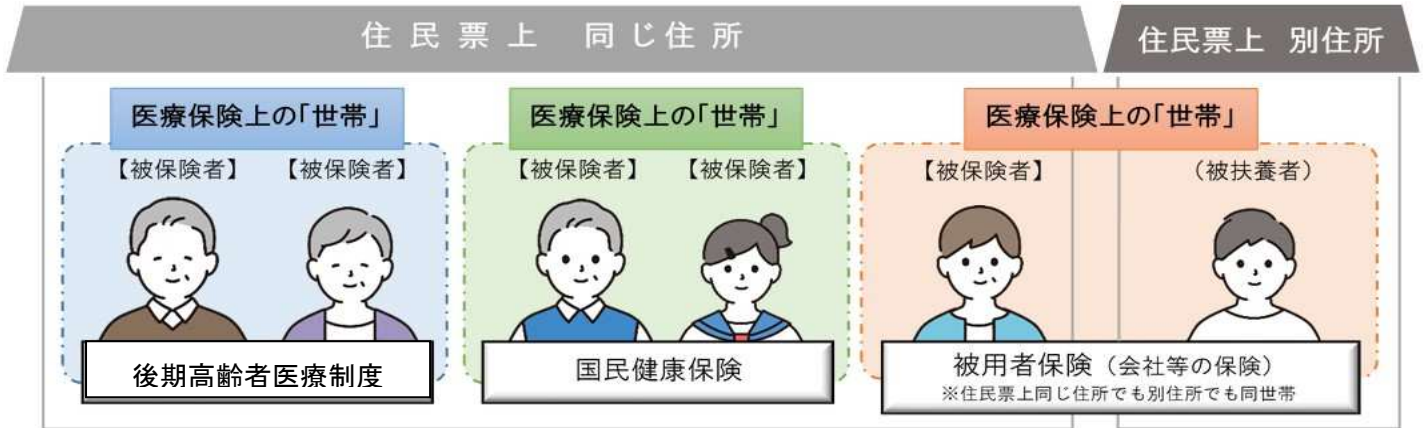 住民票上 同じ住所
住民票上 別住所
医療保険上の「世帯」
医療保険上の「世帯」
医療保険上の「世帯」
【被保険者】 【被保険者】
【被保険者】 【被保険者】
【被保険者】 （被扶養者）
後期高齢者医療制度
国民健康保険
被用者保険（会社等の保険）
※住民票上同じ住所でも別住所でも同世帯